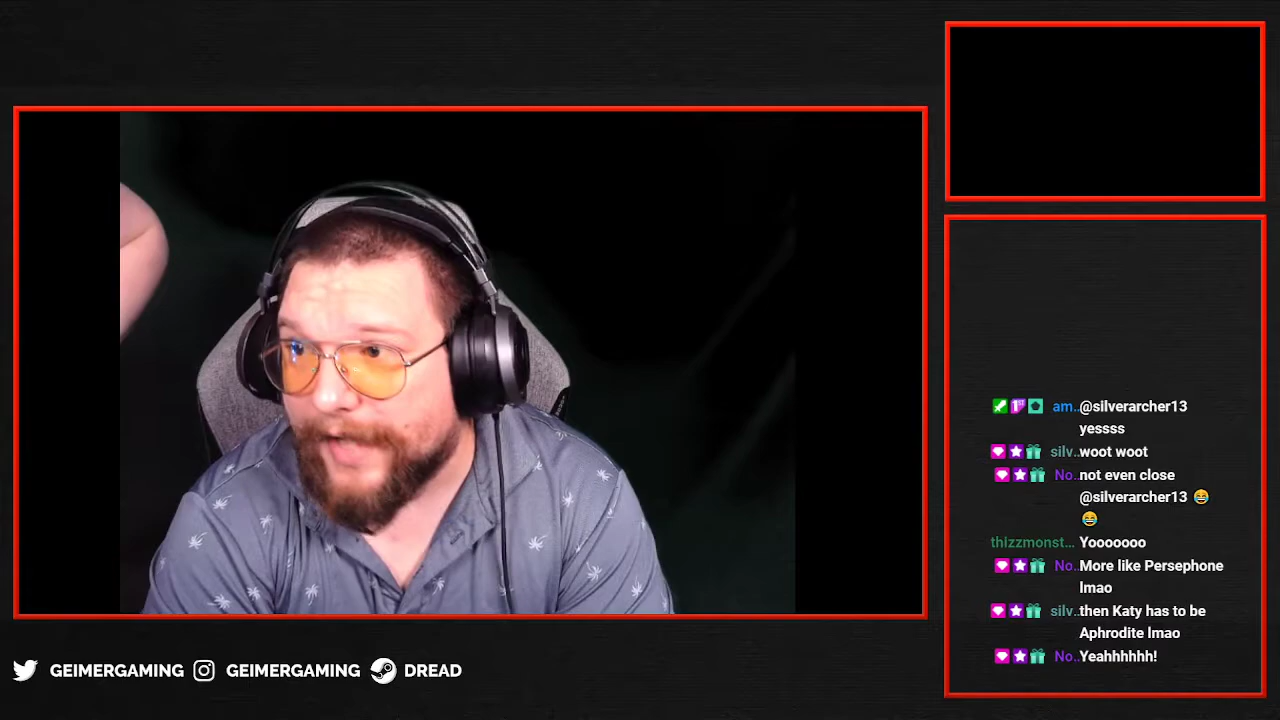 am.. @silverarcher13
yessss
silv.. woot woot
No.. not even close
@silverarcher13 😂
😂
thizzmonst... Yooooooo
No.. More like Persephone
lmao
silv.. then Katy has to be
Aphrodite lmao
No.. Yeahhhhhh!
GEIMERGAMING GEIMERGAMING DREAD